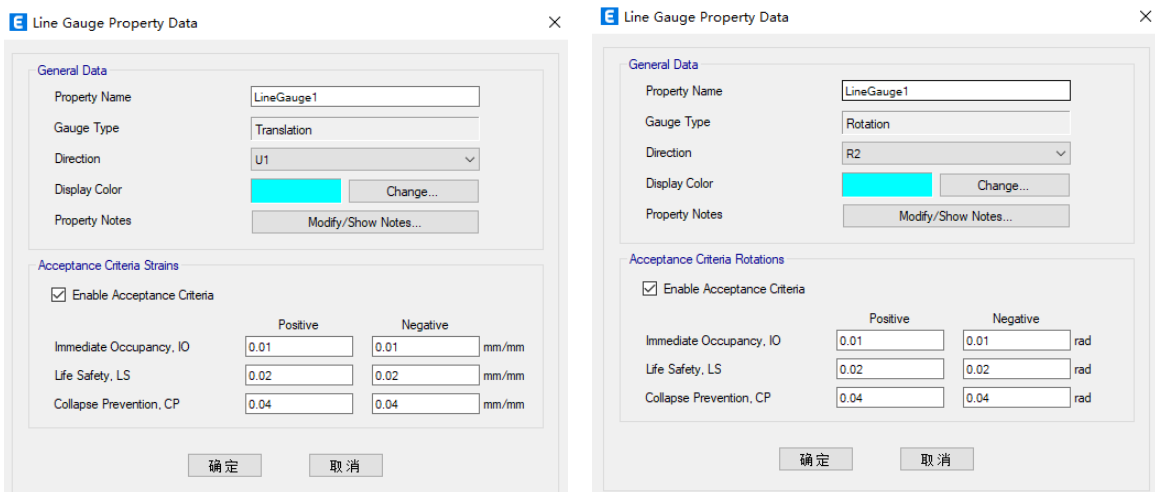 E Line Gauge Property Data
General Data
Property Name LineGauge1
Gauge Type Translation
Direction U1
Display Color Change...
Property Notes Modify/Show Notes...
Acceptance Criteria Strains
Enable Acceptance Criteria
Positive Negative
Immediate Occupancy, IO 0.01 0.01 mm/mm
Life Safety, LS 0.02 0.02 mm/mm
Collapse Prevention, CP 0.04 0.04 mm/mm
确定 取消
E Line Gauge Property Data
General Data
Property Name LineGauge1
Gauge Type Rotation
Direction R2
Display Color Change...
Property Notes Modify/Show Notes...
Acceptance Criteria Rotations
Enable Acceptance Criteria
Positive Negative
Immediate Occupancy, IO 0.01 0.01 rad
Life Safety, LS 0.02 0.02 rad
Collapse Prevention, CP 0.04 0.04 rad
确定 取消